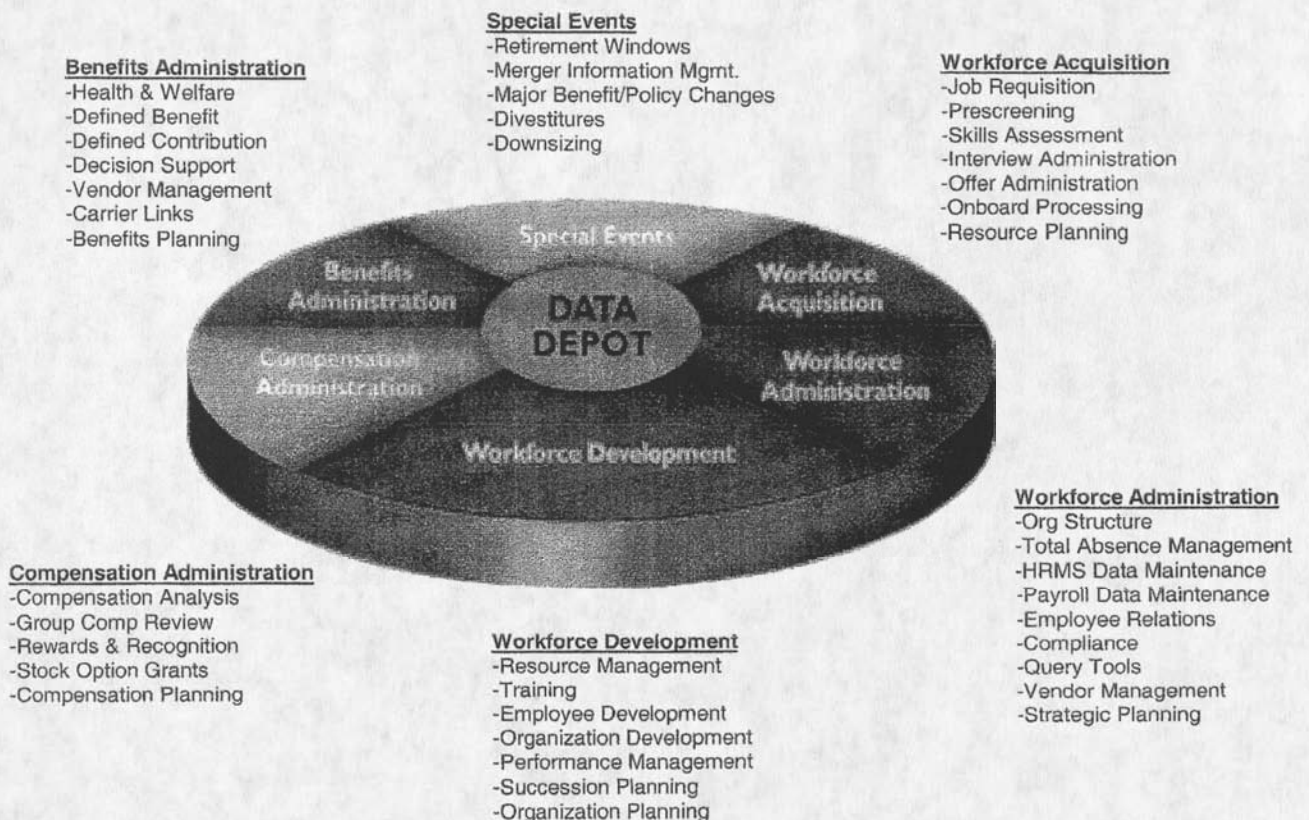 Special Events
-Retirement Windows
-Merger Information Mgmt.
-Major Benefit/Policy Changes
-Divestitures
-Downsizing
Benefits Administration
-Health & Welfare
-Defined Benefit
-Defined Contribution
-Decision Support
-Vendor Management
-Carrier Links
-Benefits Planning
Workforce Acquisition
-Job Requisition
-Prescreening
-Skills Assessment
-Interview Administration
-Offer Administration
-Onboard Processing
-Resource Planning
Special Events
Benefits
Administration
Workforce
Acquisition
DATA
DEPOT
Compensation
Administration
Workforce
Administration
Workforce Development
Workforce Administration
-Org Structure
-Total Absence Management
-HRMS Data Maintenance
-Payroll Data Maintenance
-Employee Relations
-Compliance
-Query Tools
-Vendor Management
-Strategic Planning
Compensation Administration
-Compensation Analysis
-Group Comp Review
-Rewards & Recognition
-Stock Option Grants
-Compensation Planning
Workforce Development
-Resource Management
-Training
-Employee Development
-Organization Development
-Performance Management
-Succession Planning
-Organization Planning